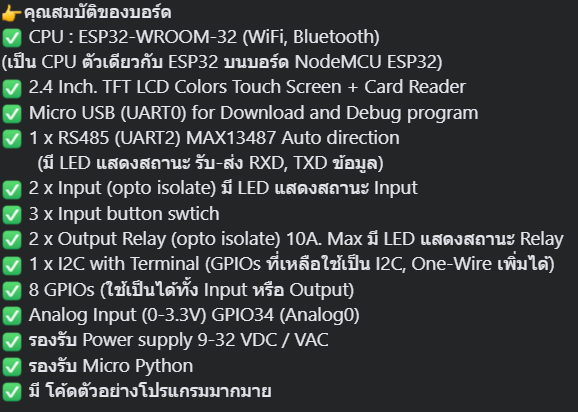 👉คุณสมบัติของบอร์ด
✅ CPU : ESP32-WROOM-32 (WiFi, Bluetooth)
(เป็น CPU ตัวเดียวกับ ESP32 บนบอร์ด NodeMCU ESP32)
✅ 2.4 Inch. TFT LCD Colors Touch Screen + Card Reader
✅ Micro USB (UART0) for Download and Debug program
✅ 1 x RS485 (UART2) MAX13487 Auto direction
(มี LED แสดงสถานะ รับ-ส่ง RXD, TXD ข้อมูล)
✅ 2 x Input (opto isolate) มี LED แสดงสถานะ Input
✅ 3 x Input button swtich
✅ 2 x Output Relay (opto isolate) 10A. Max มี LED แสดงสถานะ Relay
✅ 1 x I2C with Terminal (GPIOs ที่เหลือใช้เป็น I2C, One-Wire เพิ่มได้)
✅ 8 GPIOs (ใช้เป็นได้ทั้ง Input หรือ Output)
✅ Analog Input (0-3.3V) GPIO34 (Analog0)
✅ รองรับ Power supply 9-32 VDC / VAC
✅ รองรับ Micro Python
✅ มี โค้ดตัวอย่างโปรแกรมมากมาย